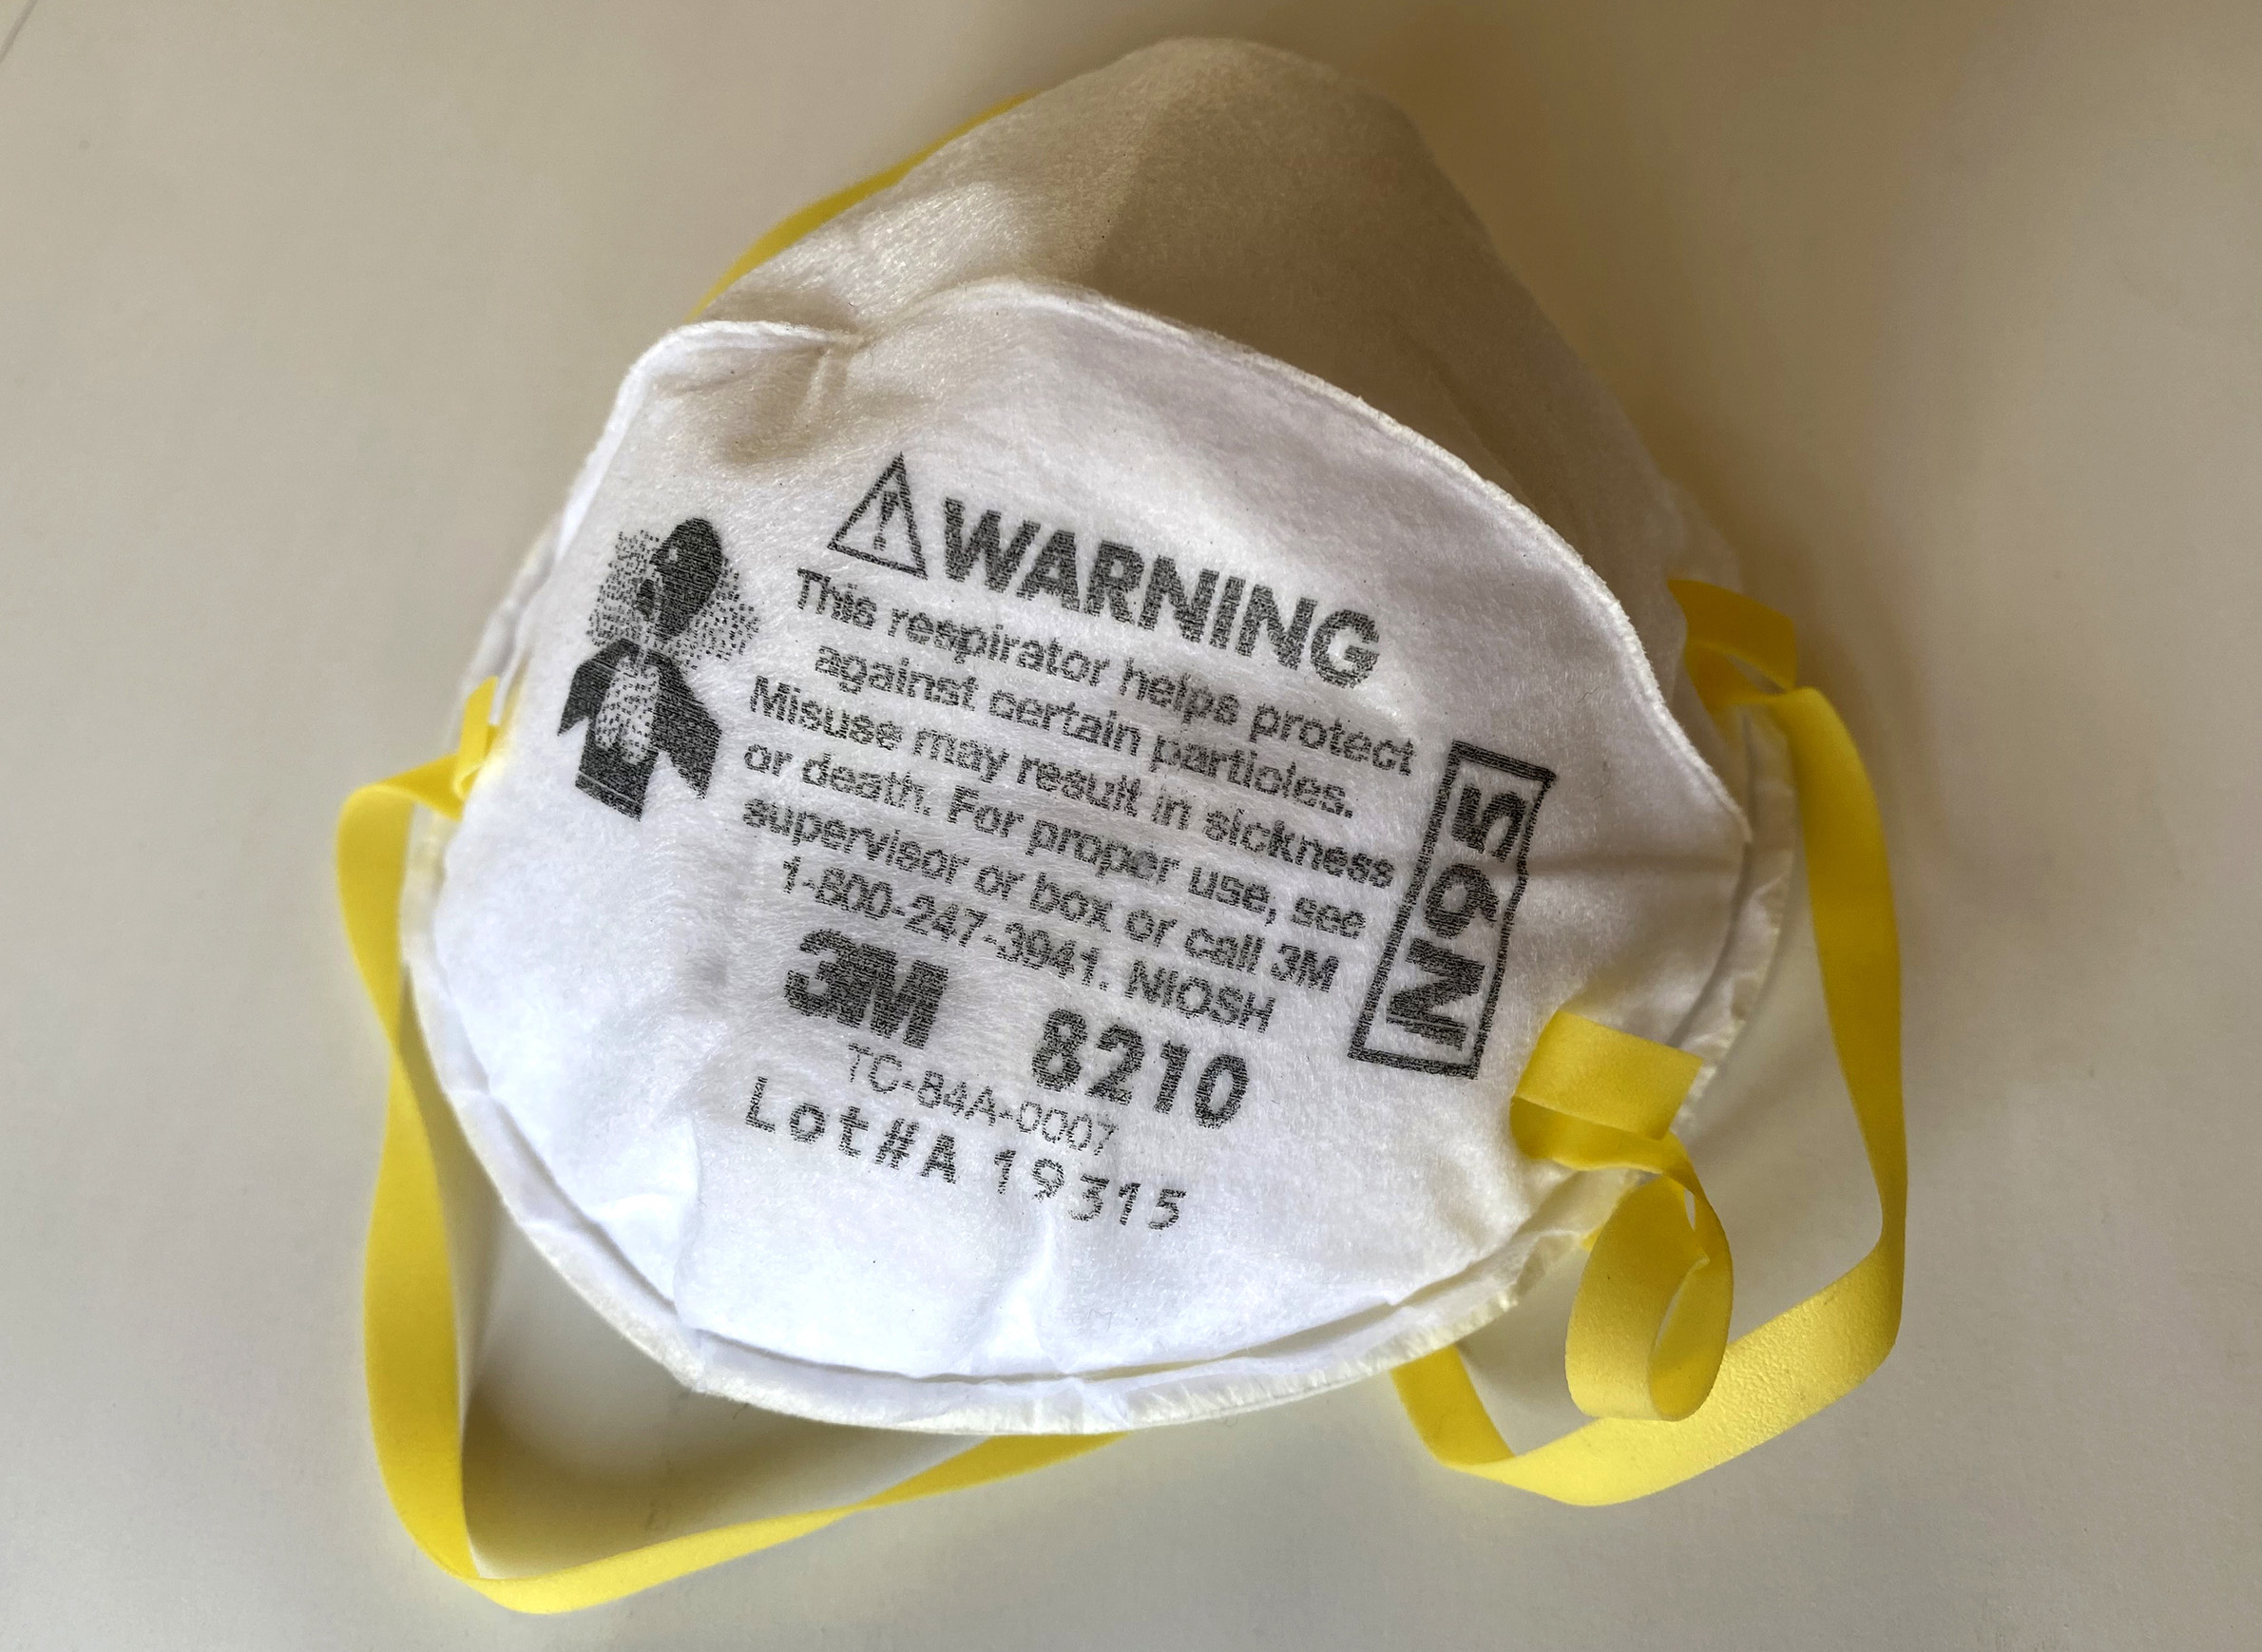 WARNING
This respirator helps protect
against certain particles.
Misuse may result in sickness
or death. For proper use, see
supervisor or box or call 3M
1-800-247-3941. NIOSH
3M 8210
TC-84A-0007
Lot#A 19315
N95